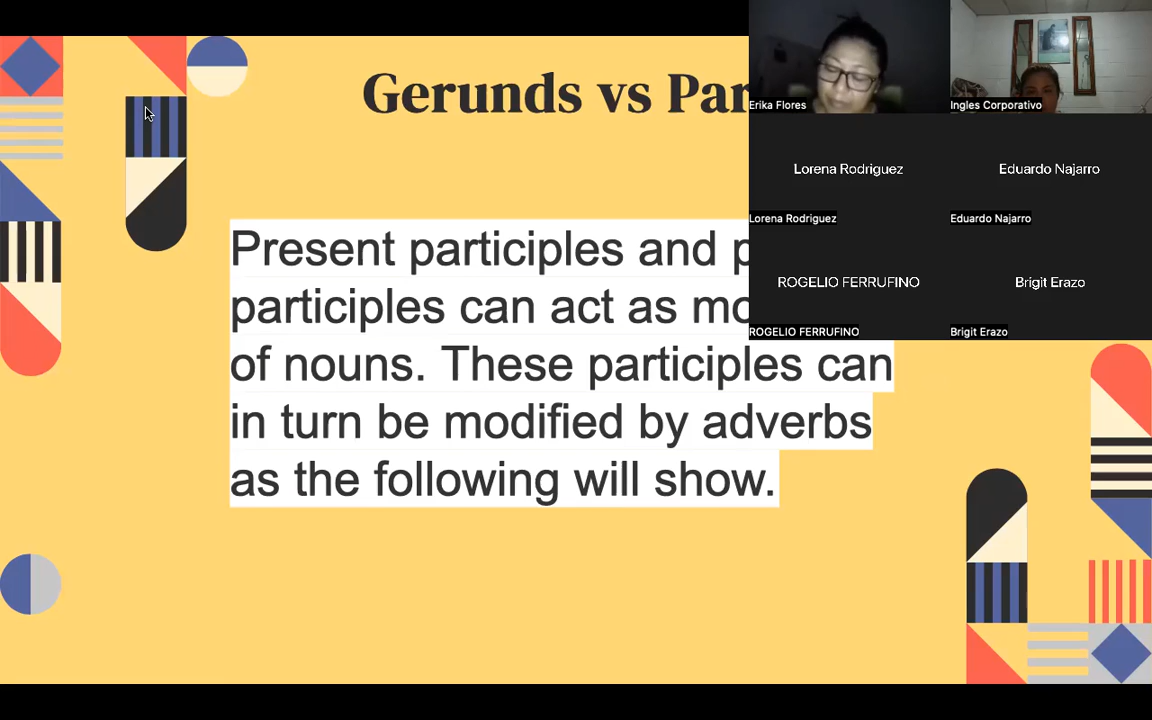 Gerunds vs Par
Present participles and p
participles can act as mo
of nouns. These participles can
in turn be modified by adverbs
as the following will show.
Erika Flores
Ingles Corporativo
Lorena Rodriguez
Eduardo Najarro
Lorena Rodriguez
Eduardo Najarro
ROGELIO FERRUFINO
Brigit Erazo
ROGELIO FERRUFINO
Brigit Erazo